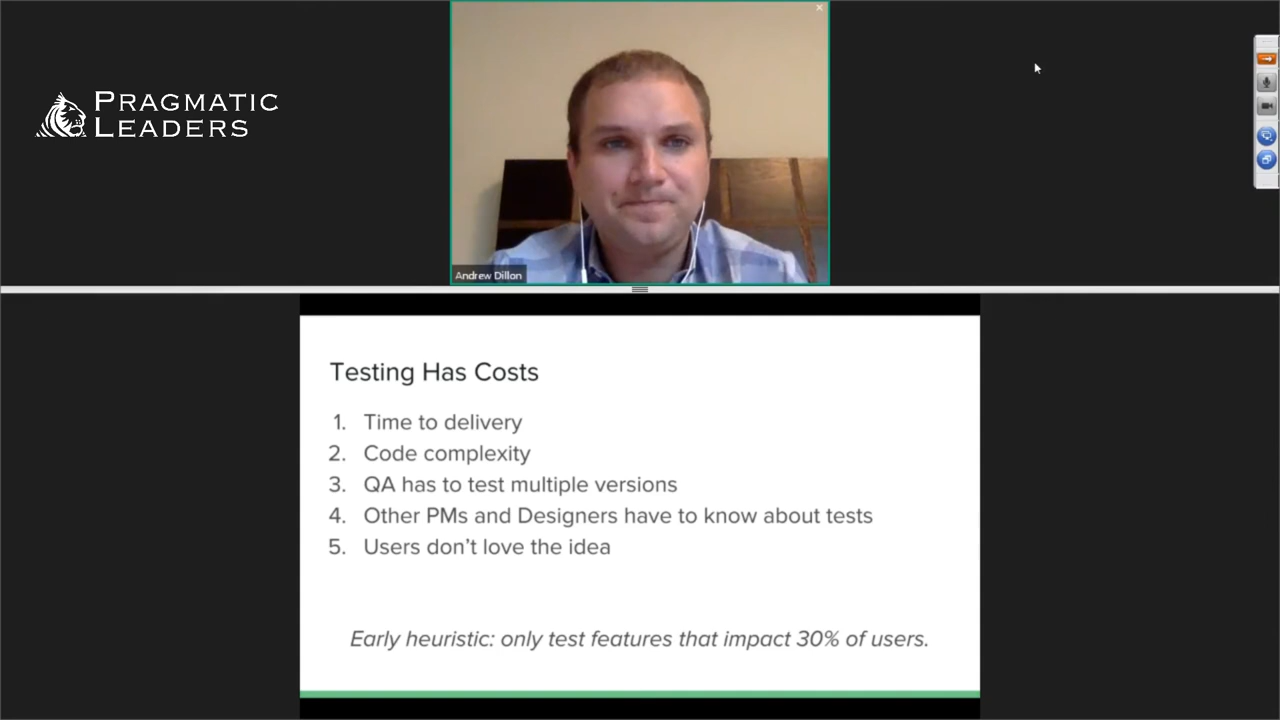 PRAGMATIC
LEADERS
Andrew Dillon
Testing Has Costs
1. Time to delivery
2. Code complexity
3. QA has to test multiple versions
4. Other PMs and Designers have to know about tests
5. Users don’t love the idea
Early heuristic: only test features that impact 30% of users.